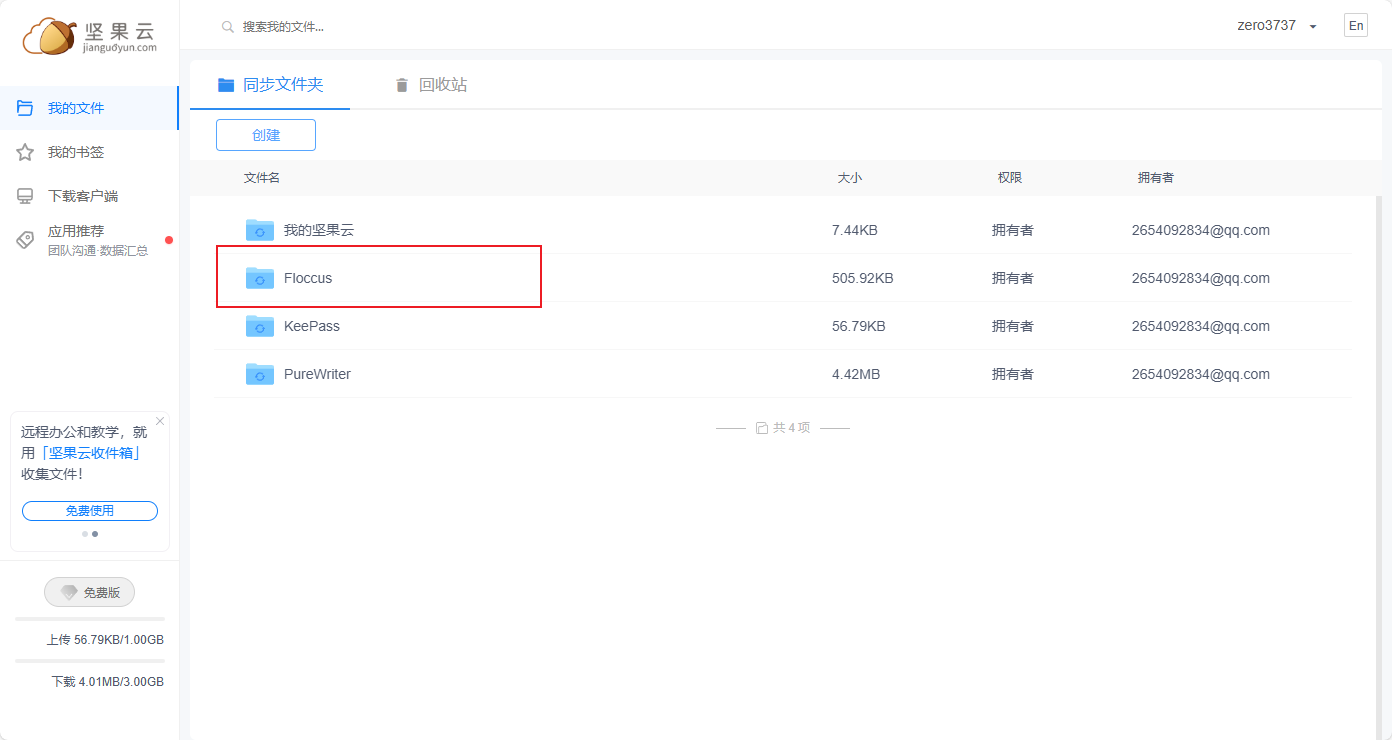 坚果云
jianguoyun.com
搜索我的文件...
zero3737
En
我的文件
我的书签
下载客户端
应用推荐
团队沟通·数据汇总
同步文件夹
回收站
创建
文件名 大小 权限 拥有者
我的坚果云 7.44KB 拥有者 2654092834@qq.com
Floccus 505.92KB 拥有者 2654092834@qq.com
KeePass 56.79KB 拥有者 2654092834@qq.com
PureWriter 4.42MB 拥有者 2654092834@qq.com
共 4 项
远程办公和教学，就
用「坚果云收件箱」
收集文件！
免费使用
免费版
上传 56.79KB/1.00GB
下载 4.01MB/3.00GB